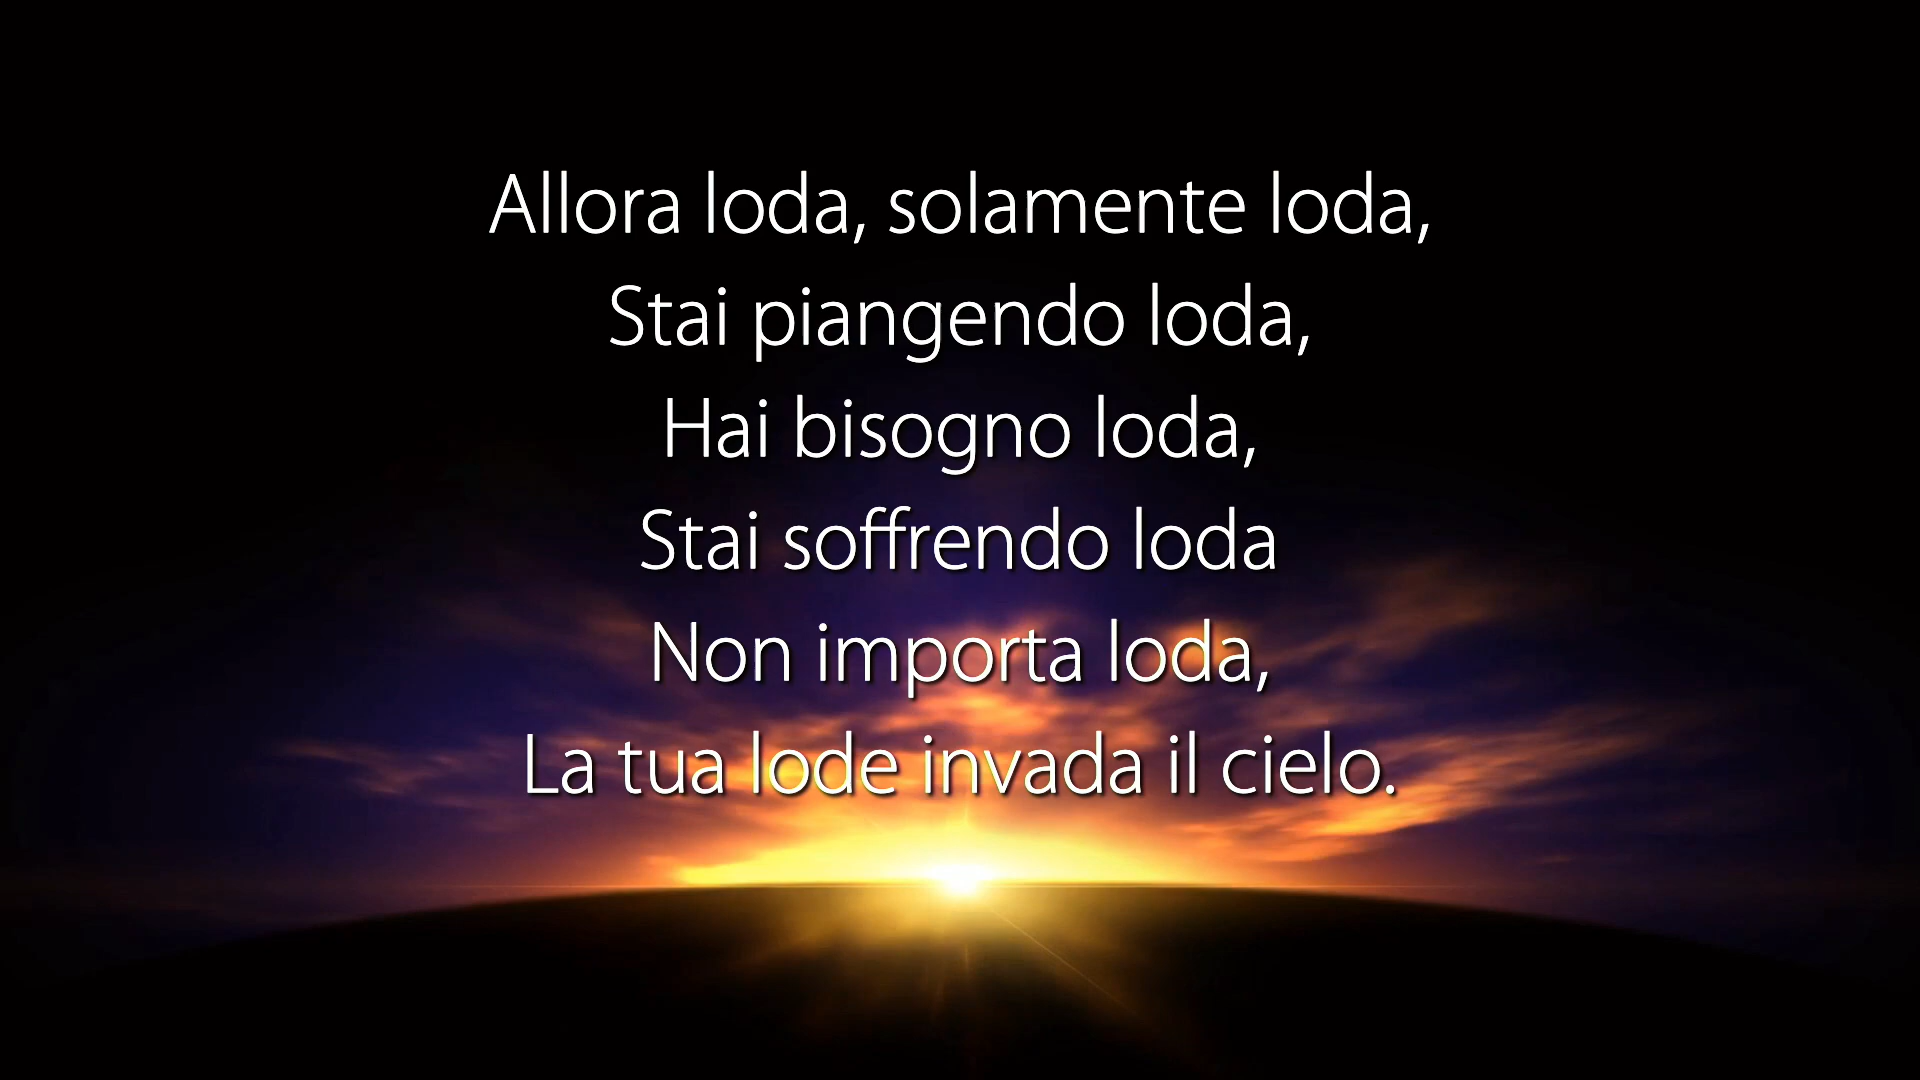 Allora loda, solamente loda,
Stai piangendo loda,
Hai bisogno loda,
Stai soffrendo loda
Non importa loda,
La tua lode invada il cielo.